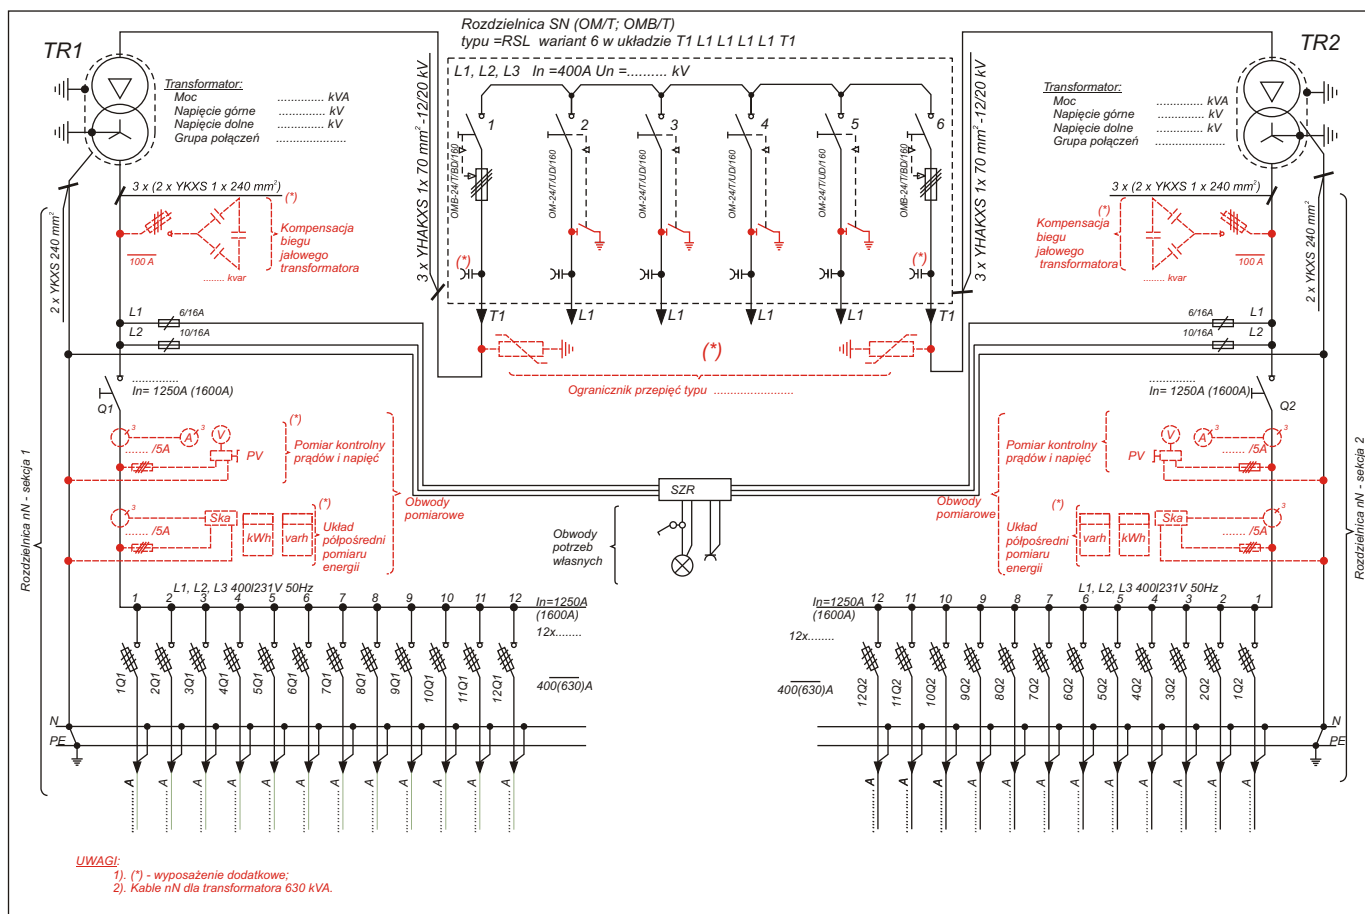 Rozdzielnica SN (OM/T; OMB/T)
typu =RSL wariant 6 w układzie T1 L1 L1 L1 L1 T1
TR1
Transformator:
Moc ............... kVA
Napięcie górne ............... kV
Napięcie dolne ............... kV
Grupa połączeń ......................
L1, L2, L3 In =400A Un =.......... kV
TR2
Transformator:
Moc ............... kVA
Napięcie górne ............... kV
Napięcie dolne ............... kV
Grupa połączeń ......................
1
2
3
4
5
6
OMB-24/T/BD/160
OM-24/T/UD/160
OM-24/T/UD/160
OM-24/T/UD/160
OM-24/T/UD/160
OMB-24/T/BD/160
3 x YHAKXS 1x 70 mm² -12/20 kV
3 x YHAKXS 1x 70 mm² -12/20 kV
(*)
(*)
T1
L1
L1
L1
L1
T1
(*)
Ogranicznik przepięć typu ........................
3 x (2 x YKXS 1 x 240 mm²)
2 x YKXS 240 mm²
(*)
Kompensacja
biegu
jałowego
transformatora
100 A
........ kvar
3 x (2 x YKXS 1 x 240 mm²)
2 x YKXS 240 mm²
(*)
Kompensacja
biegu
jałowego
transformatora
100 A
........ kvar
L1 6/16A
L2 10/16A
6/16A L1
10/16A L2
..............
In= 1250A (1600A)
Q1
..............
In= 1250A (1600A)
Q2
3
A
3
V
........ /5A
PV
(*)
Pomiar kontrolny
prądów i napięć
3
........ /5A
Ska
kWh
varh
(*)
Układ
półpośredni
pomiaru
energii
Obwody
pomiarowe
SZR
Obwody
potrzeb
własnych
(*)
Pomiar kontrolny
prądów i napięć
V
A
3
3
PV
........ /5A
Obwody
pomiarowe
(*)
Układ
półpośredni
pomiaru
energii
varh
kWh
Ska
3
........ /5A
Rozdzielnica nN - sekcja 1
Rozdzielnica nN - sekcja 2
L1, L2, L3 400/231V 50Hz
1 2 3 4 5 6 7 8 9 10 11 12
In=1250A
(1600A)
12x........
400(630)A
1Q1 2Q1 3Q1 4Q1 5Q1 6Q1 7Q1 8Q1 9Q1 10Q1 11Q1 12Q1
L1, L2, L3 400/231V 50Hz
In=1250A
(1600A)
12 11 10 9 8 7 6 5 4 3 2 1
12x........
400(630)A
12Q2 11Q2 10Q2 9Q2 8Q2 7Q2 6Q2 5Q2 4Q2 3Q2 2Q2 1Q2
N
PE
N
PE
............ A ............ A ............ A ............ A ............ A ............ A ............ A ............ A ............ A ............ A ............ A ............ A
............ A ............ A ............ A ............ A ............ A ............ A ............ A ............ A ............ A ............ A ............ A ............ A
UWAGI:
1). (*) - wyposażenie dodatkowe;
2). Kable nN dla transformatora 630 kVA.